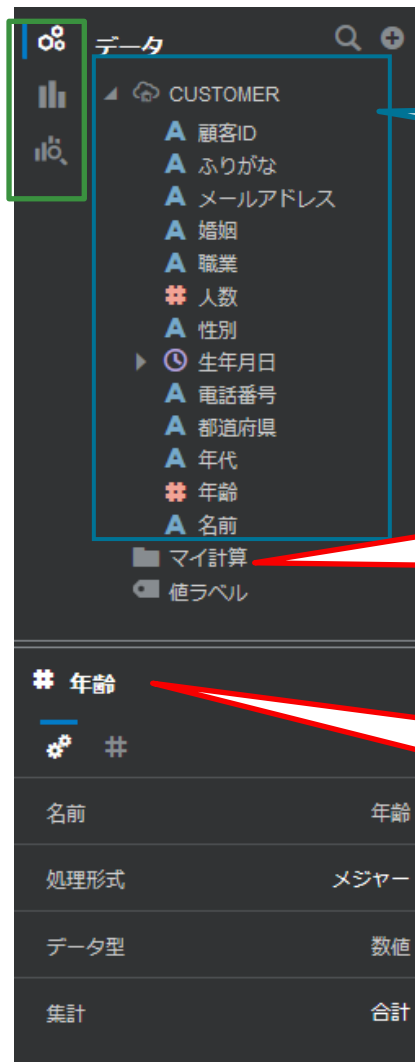 データ
CUSTOMER
A 顧客ID
A ふりがな
A メールアドレス
A 婚姻
A 職業
# 人数
A 性別
生年月日
A 電話番号
A 都道府県
A 年代
# 年齢
A 名前
マイ計算
値ラベル
# 年齢
#
名前 年齢
処理形式 メジャー
データ型 数値
集計 合計